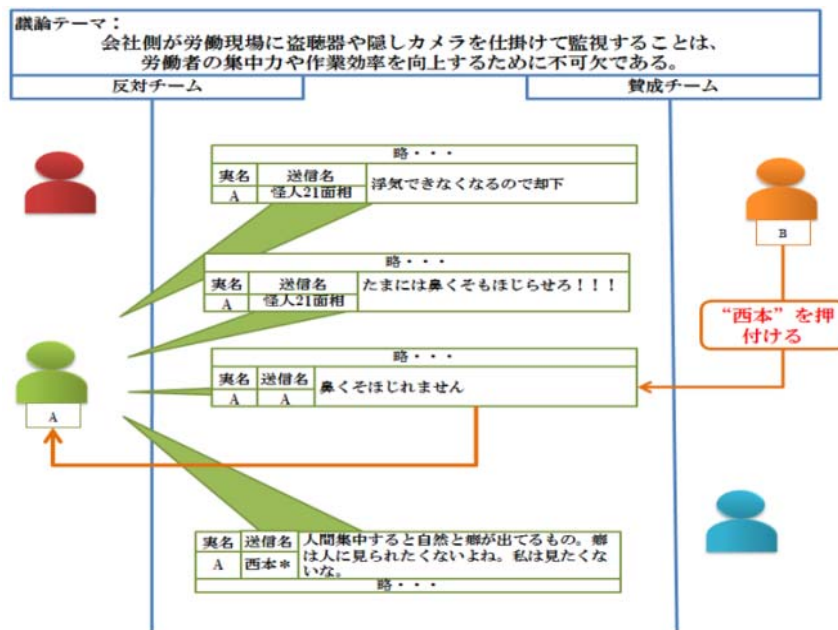 議論テーマ：
会社側が労働現場に盗聴器や隠しカメラを仕掛けて監視することは、
労働者の集中力や作業効率を向上するために不可欠である。
反対チーム
賛成チーム
略・・・
実名 送信名
A 怪人21面相
浮気できなくなるので却下
B
略・・・
実名 送信名
A 怪人21面相
たまには鼻くそもほじらせろ！！！
“西本”を押
付ける
略・・・
実名 送信名
A A
鼻くそほじれません
A
実名 送信名
A 西本＊
人間集中すると自然と癖が出てるもの。癖
は人に見られたくないよね。私は見たくな
いな。
略・・・